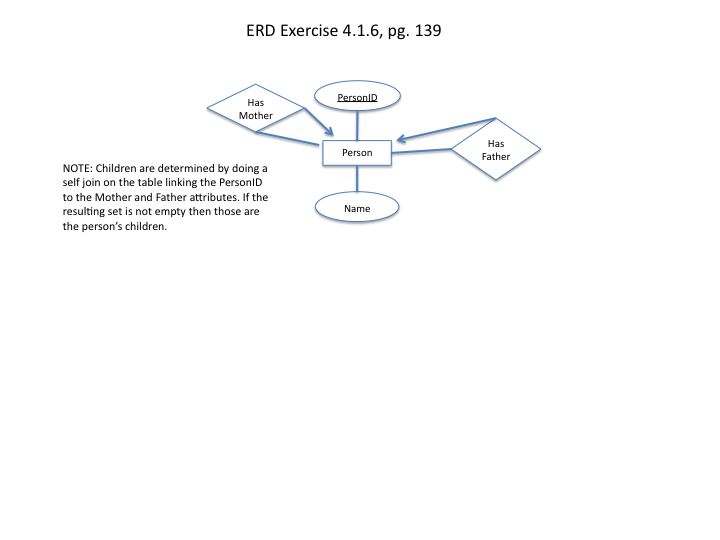 ERD Exercise 4.1.6, pg. 139
PersonID
Has
Mother
Has
Father
Person
NOTE: Children are determined by doing a
self join on the table linking the PersonID
to the Mother and Father attributes. If the
resulting set is not empty then those are
the person's children.
Name